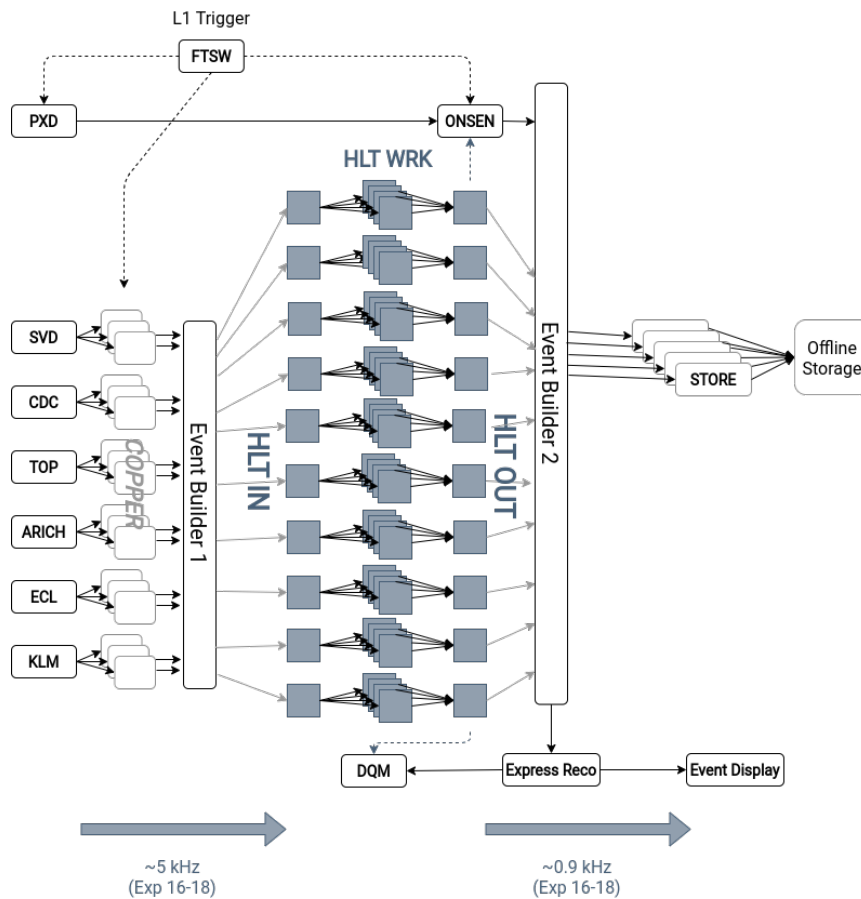 L1 Trigger
FTSW
PXD
ONSEN
HLT WRK
SVD
CDC
TOP
ARICH
ECL
KLM
COPPER
Event Builder 1
HLT IN
HLT OUT
Event Builder 2
STORE
Offline
Storage
DQM
Express Reco
Event Display
~5 kHz
(Exp 16-18)
~0.9 kHz
(Exp 16-18)